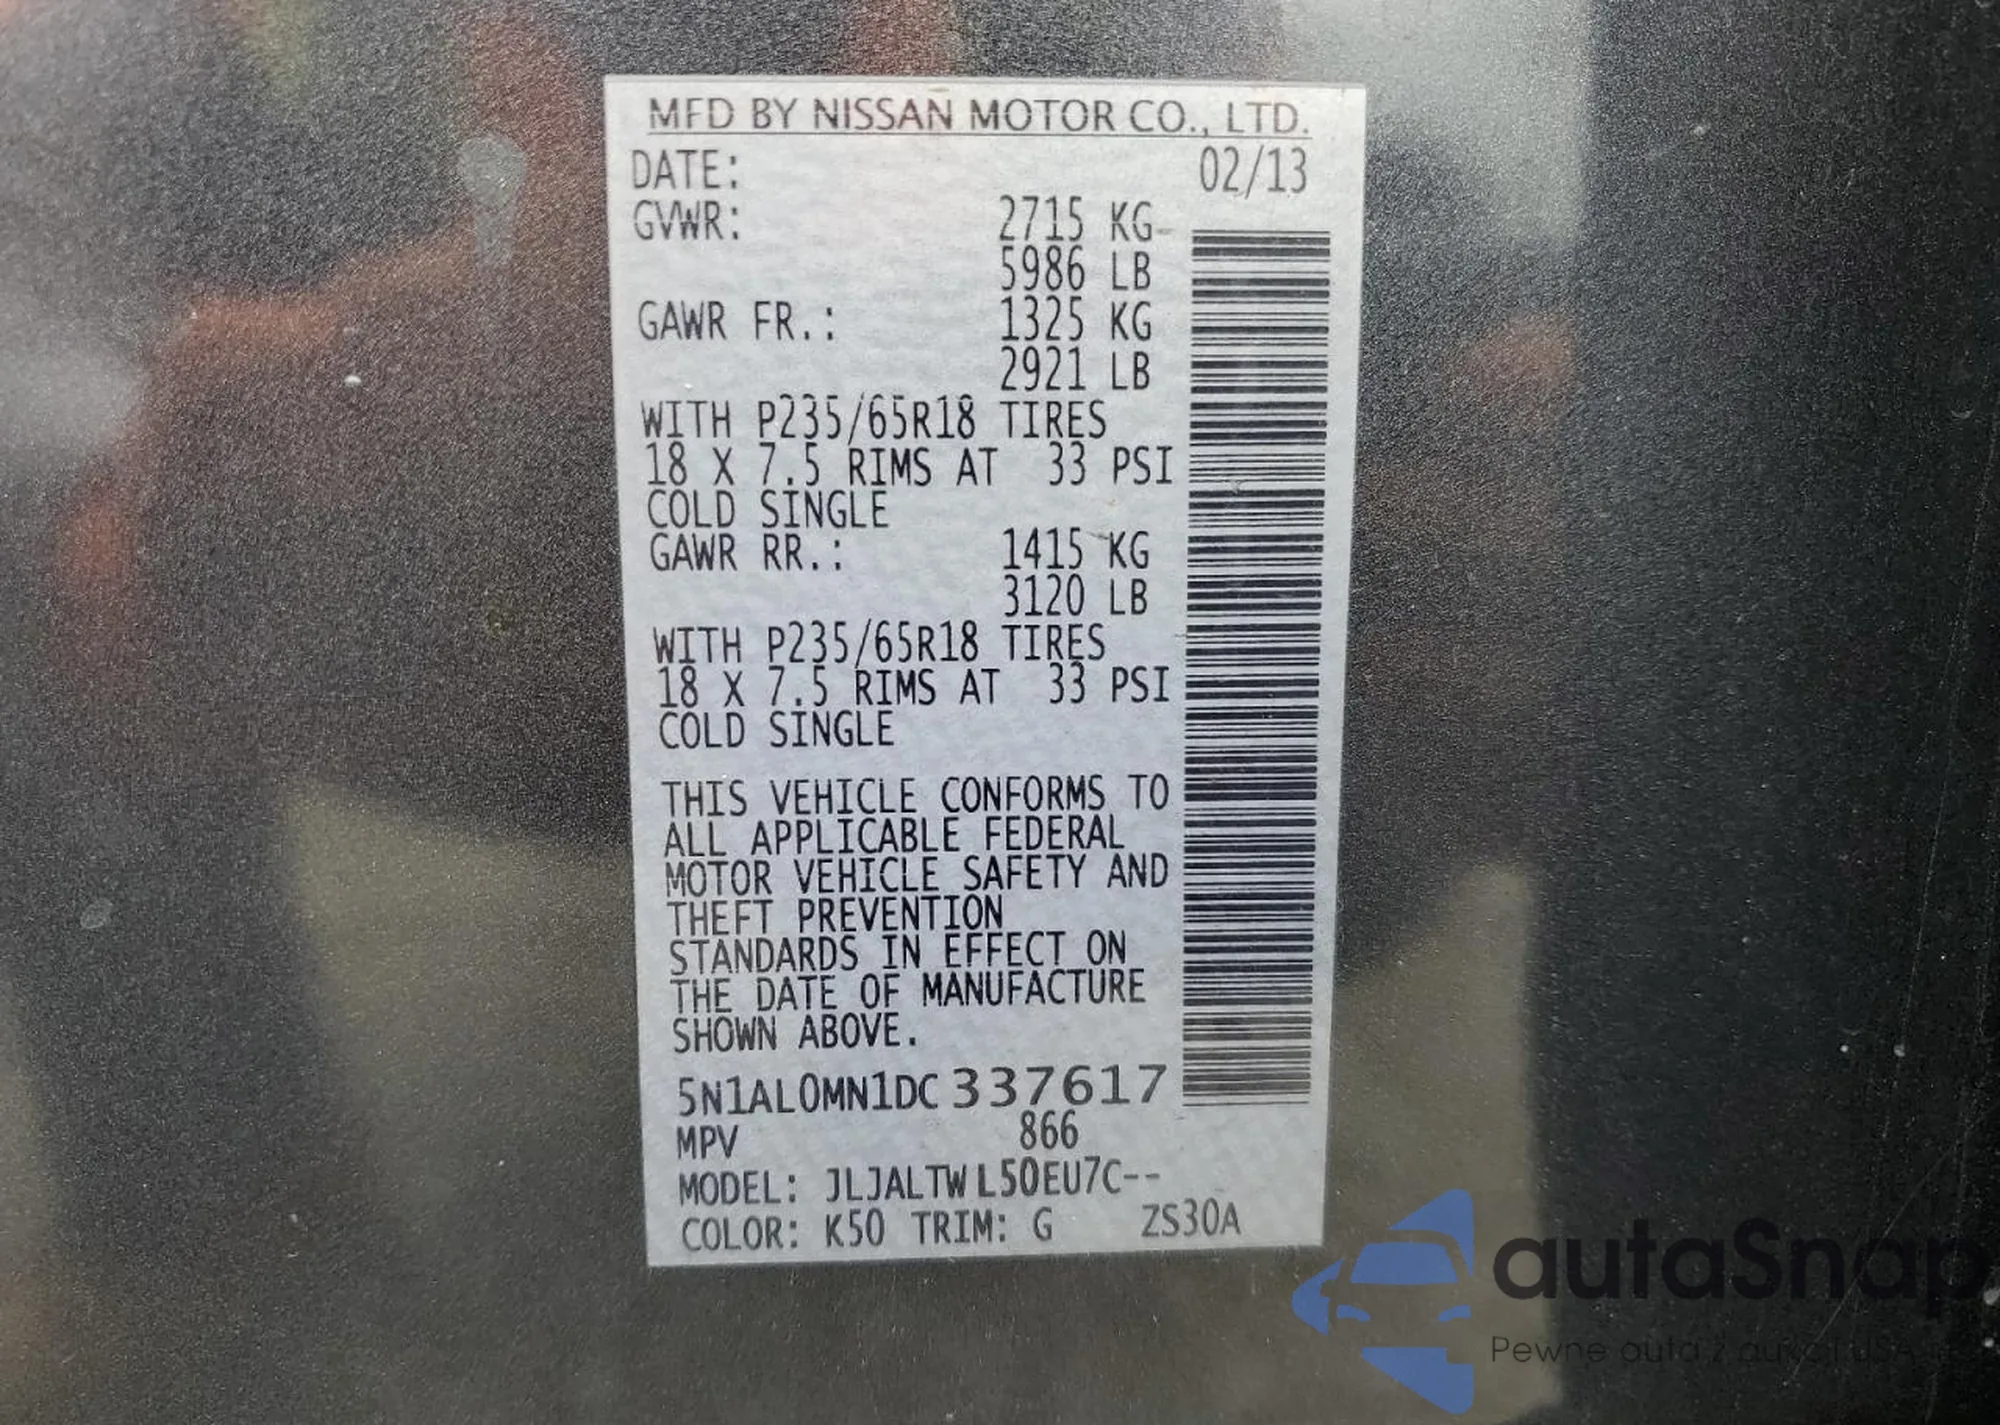 MFD BY NISSAN MOTOR CO., LTD.
DATE: 02/13
GVWR: 2715 KG
5986 LB
GAWR FR.: 1325 KG
2921 LB
WITH P235/65R18 TIRES
18 X 7.5 RIMS AT 33 PSI
COLD SINGLE
GAWR RR.: 1415 KG
3120 LB
WITH P235/65R18 TIRES
18 X 7.5 RIMS AT 33 PSI
COLD SINGLE
THIS VEHICLE CONFORMS TO
ALL APPLICABLE FEDERAL
MOTOR VEHICLE SAFETY AND
THEFT PREVENTION
STANDARDS IN EFFECT ON
THE DATE OF MANUFACTURE
SHOWN ABOVE.
5N1AL0MN1DC337617
MPV 866
MODEL: JLJALTWL50EU7C--
COLOR: K50 TRIM: G ZS30A
autaSnap
Pewne auta z aukcji USA